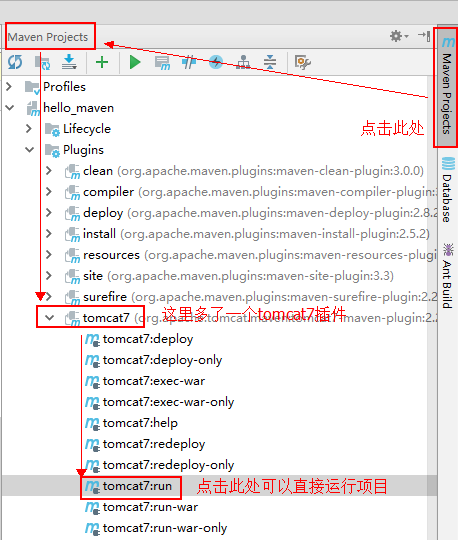 Maven Projects
Profiles
hello_maven
点击此处
Lifecycle
Plugins
clean (org.apache.maven.plugins:maven-clean-plugin:3.0.0)
compiler (org.apache.maven.plugins:maven-compiler-plugin:
deploy (org.apache.maven.plugins:maven-deploy-plugin:2.8.2
install (org.apache.maven.plugins:maven-install-plugin:2.5.2)
resources (org.apache.maven.plugins:maven-resources-plugin
site (org.apache.maven.plugins:maven-site-plugin:3.3)
surefire (org.apache.maven.plugins:maven-surefire-plugin:2.2
tomcat7 (org.apache.tomcat.maven:tomcat7-maven-plugin:2.2
这里多了一个tomcat7插件
tomcat7:deploy
tomcat7:deploy-only
tomcat7:exec-war
tomcat7:exec-war-only
tomcat7:help
tomcat7:redeploy
tomcat7:redeploy-only
tomcat7:run 点击此处可以直接运行项目
tomcat7:run-war
tomcat7:run-war-only
Maven Projects
Database
Ant Build